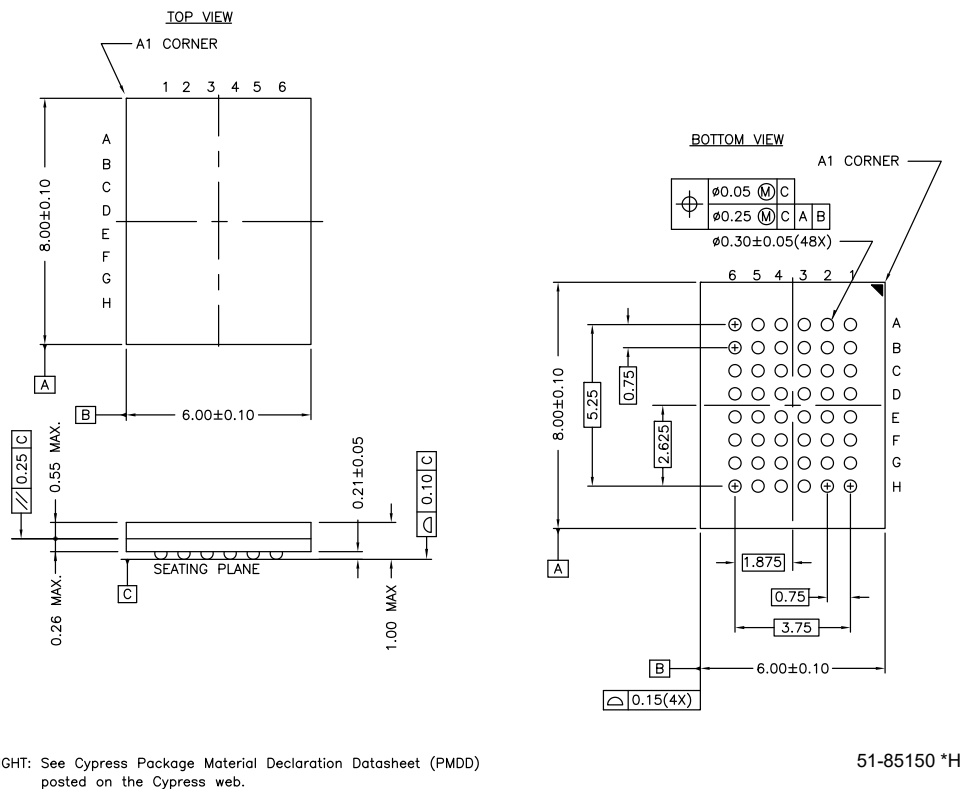 TOP VIEW
A1 CORNER
1 2 3 4 5 6
A
B
C
D
E
F
G
H
8.00±0.10
A
B
6.00±0.10
// 0.25 C
0.55 MAX.
0.21±0.05
0.10 C
SEATING PLANE
C
0.26 MAX.
1.00 MAX
BOTTOM VIEW
A1 CORNER
⌀0.05 Ⓜ C
⌀0.25 Ⓜ C A B
⌀0.30±0.05(48X)
6 5 4 3 2 1
A
B
C
D
E
F
G
H
8.00±0.10
5.25
0.75
2.625
A
1.875
0.75
3.75
B
6.00±0.10
0.15(4X)
GHT: See Cypress Package Material Declaration Datasheet (PMDD)
posted on the Cypress web.
51-85150 *H